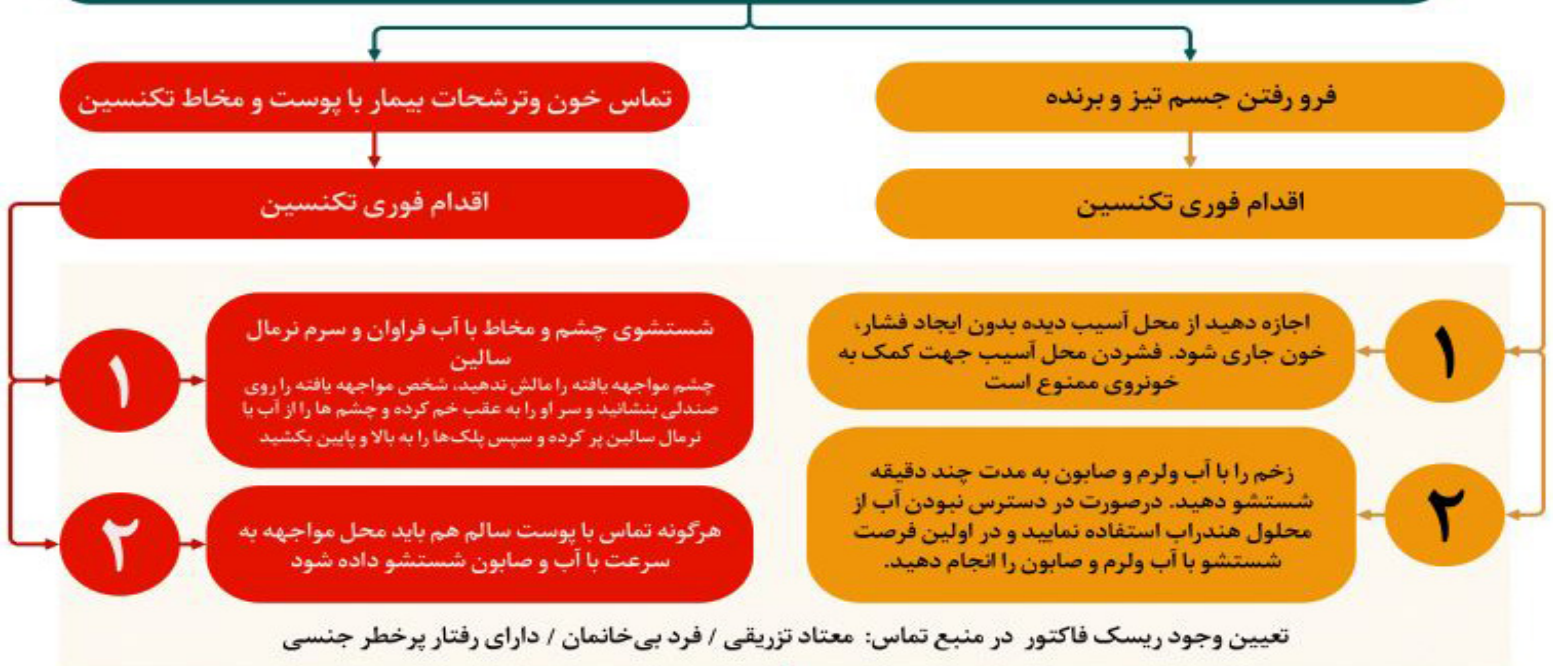 فرو رفتن جسم تیز و برنده
اقدام فوری تکنسین
۱
اجازه دهید از محل آسیب دیده بدون ایجاد فشار،
خون جاری شود. فشردن محل آسیب جهت کمک به
خونروی ممنوع است
۲
زخم را با آب ولرم و صابون به مدت چند دقیقه
شستشو دهید. درصورت در دسترس نبودن آب از
محلول هندراب استفاده نمایید و در اولین فرصت
شستشو با آب ولرم و صابون را انجام دهید.
تماس خون وترشحات بیمار با پوست و مخاط تکنسین
اقدام فوری تکنسین
۱
شستشوی چشم و مخاط با آب فراوان و سرم نرمال
سالین
چشم مواجهه یافته را مالش ندهید، شخص مواجهه یافته را روی
صندلی بنشانید و سر او را به عقب خم کرده و چشم ها را از آب یا
نرمال سالین پر کرده و سپس پلک‌ها را به بالا و پایین بکشید
۲
هرگونه تماس با پوست سالم هم باید محل مواجهه به
سرعت با آب و صابون شستشو داده شود
تعیین وجود ریسک فاکتور در منبع تماس: معتاد تزریقی / فرد بی‌خانمان / دارای رفتار پرخطر جنسی